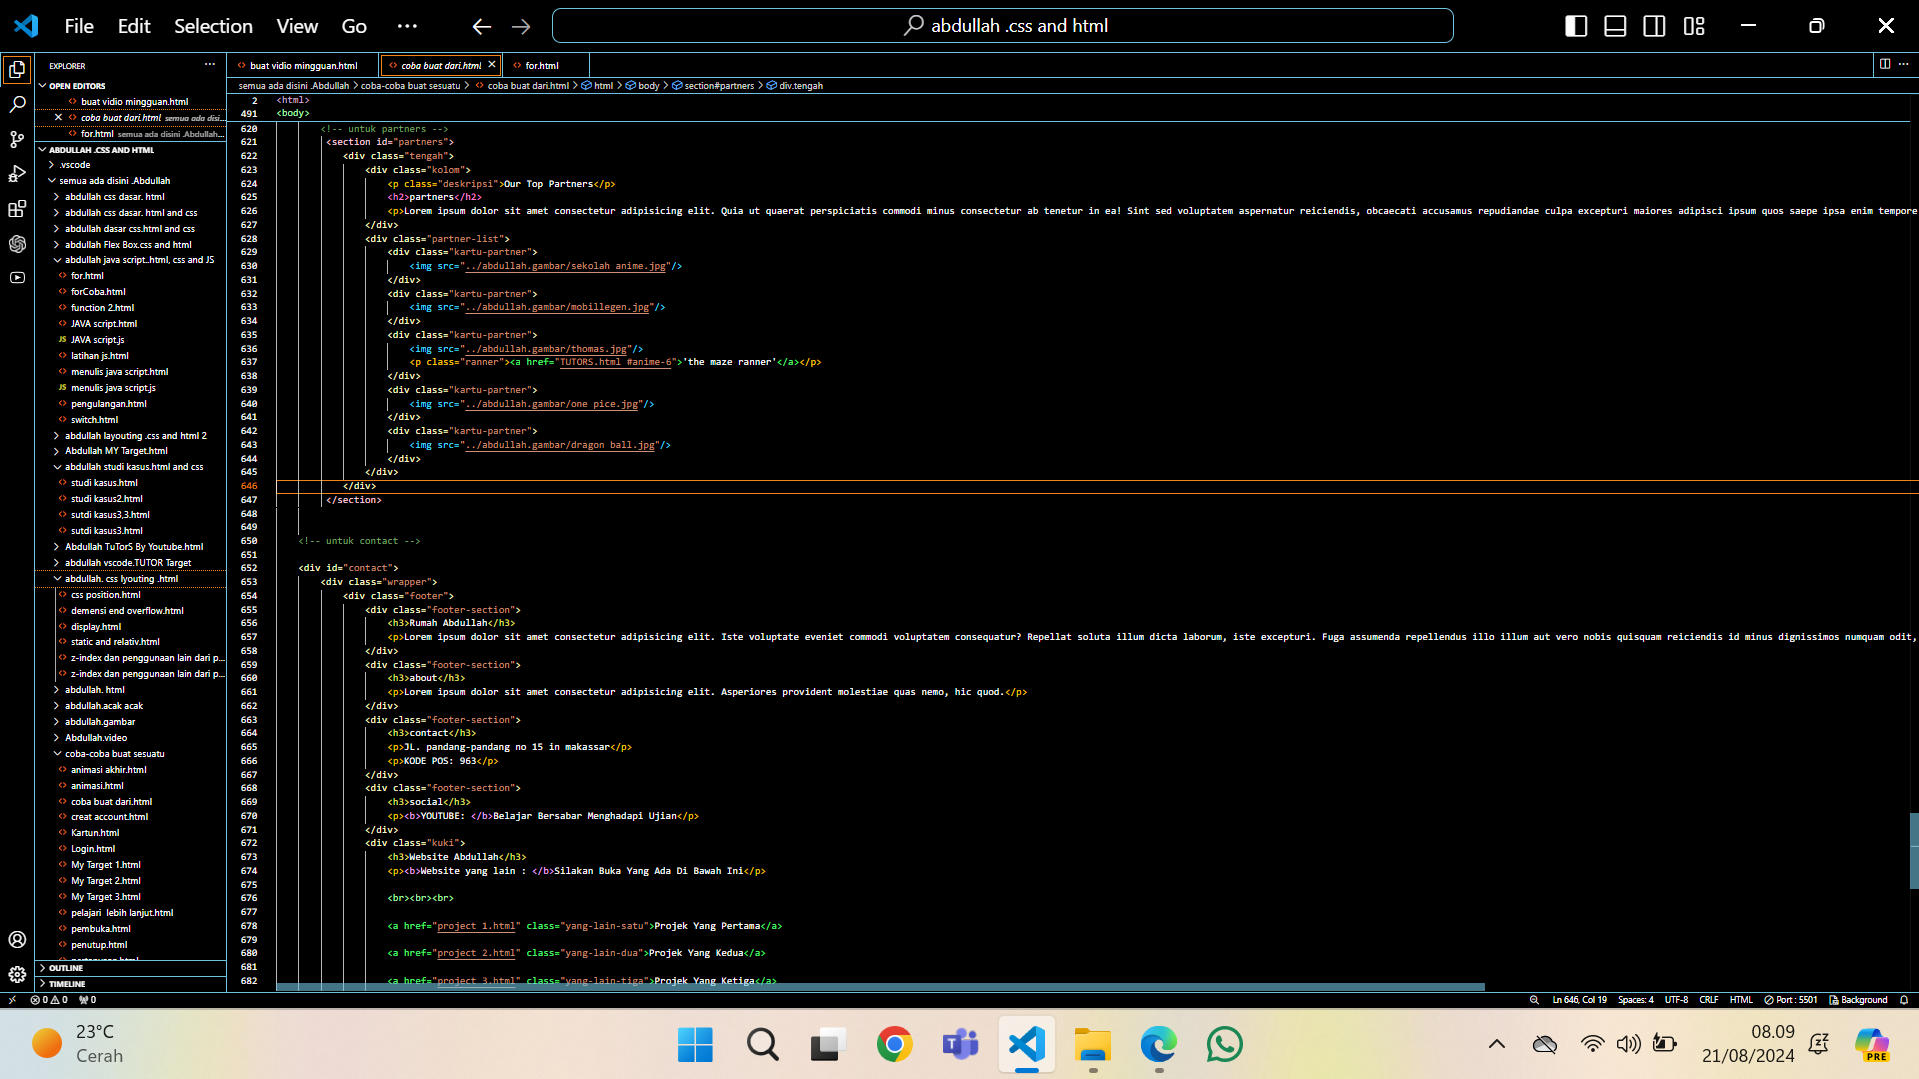 File Edit Selection View Go ···
abdullah .css and html
EXPLORER ···
OPEN EDITORS
buat vidio mingguan.html
coba buat dari.html semua ada disi...
for.html semua ada disini .Abdullah...
ABDULLAH .CSS AND HTML
.vscode
semua ada disini .Abdullah
abdullah css dasar. html
abdullah css dasar. html and css
abdullah dasar css.html and css
abdullah Flex Box.css and html
abdullah java script..html, css and JS
for.html
forCoba.html
function 2.html
JAVA script.html
JS JAVA script.js
latihan js.html
menulis java script.html
JS menulis java script.js
pengulangan.html
switch.html
abdullah layouting .css and html 2
Abdullah MY Target.html
abdullah studi kasus.html and css
studi kasus.html
studi kasus2.html
sutdi kasus3,3.html
sutdi kasus3.html
Abdullah TuTorS By Youtube.html
abdullah vscode.TUTOR Target
abdullah. css lyouting .html
css position.html
demensi end overflow.html
display.html
static and relativ.html
z-index dan penggunaan lain dari p...
z-index dan penggunaan lain dari p...
abdullah. html
abdullah.acak acak
abdullah.gambar
Abdullah.video
coba-coba buat sesuatu
animasi akhir.html
animasi.html
coba buat dari.html
creat account.html
Kartun.html
Login.html
My Target 1.html
My Target 2.html
My Target 3.html
pelajari lebih lanjut.html
pembuka.html
penutup.html
OUTLINE
TIMELINE
buat vidio mingguan.html coba buat dari.html for.html ···
semua ada disini .Abdullah > coba-coba buat sesuatu > coba buat dari.html > html > body > section#partners > div.tengah
2 <html>
491 <body>
620 <!-- untuk partners -->
621 <section id="partners">
622 <div class="tengah">
623 <div class="kolom">
624 <p class="deskripsi">Our Top Partners</p>
625 <h2>partners</h2>
626 <p>Lorem ipsum dolor sit amet consectetur adipisicing elit. Quia ut quaerat perspiciatis commodi minus consectetur ab tenetur in ea! Sint sed voluptatem aspernatur reiciendis, obcaecati accusamus repudiandae culpa excepturi maiores adipisci ipsum quos saepe ipsa enim tempore
627 </div>
628 <div class="partner-list">
629 <div class="kartu-partner">
630 <img src="../abdullah.gambar/sekolah anime.jpg"/>
631 </div>
632 <div class="kartu-partner">
633 <img src="../abdullah.gambar/mobillegen.jpg"/>
634 </div>
635 <div class="kartu-partner">
636 <img src="../abdullah.gambar/thomas.jpg"/>
637 <p class="ranner"><a href="TUTORS.html #anime-6">'the maze ranner'</a></p>
638 </div>
639 <div class="kartu-partner">
640 <img src="../abdullah.gambar/one pice.jpg"/>
641 </div>
642 <div class="kartu-partner">
643 <img src="../abdullah.gambar/dragon ball.jpg"/>
644 </div>
645 </div>
646 </div>
647 </section>
648
649
650 <!-- untuk contact -->
651
652 <div id="contact">
653 <div class="wrapper">
654 <div class="footer">
655 <div class="footer-section">
656 <h3>Rumah Abdullah</h3>
657 <p>Lorem ipsum dolor sit amet consectetur adipisicing elit. Iste voluptate eveniet commodi voluptatem consequatur? Repellat soluta illum dicta laborum, iste excepturi. Fuga assumenda repellendus illo illum aut vero nobis quisquam reiciendis id minus dignissimos numquam odit,
658 </div>
659 <div class="footer-section">
660 <h3>about</h3>
661 <p>Lorem ipsum dolor sit amet consectetur adipisicing elit. Asperiores provident molestiae quas nemo, hic quod.</p>
662 </div>
663 <div class="footer-section">
664 <h3>contact</h3>
665 <p>JL. pandang-pandang no 15 in makassar</p>
666 <p>KODE POS: 963</p>
667 </div>
668 <div class="footer-section">
669 <h3>social</h3>
670 <p><b>YOUTUBE: </b>Belajar Bersabar Menghadapi Ujian</p>
671 </div>
672 <div class="kuki">
673 <h3>Website Abdullah</h3>
674 <p><b>Website yang lain : </b>Silakan Buka Yang Ada Di Bawah Ini</p>
675
676 <br><br><br>
677
678 <a href="project 1.html" class="yang-lain-satu">Projek Yang Pertama</a>
679
680 <a href="project 2.html" class="yang-lain-dua">Projek Yang Kedua</a>
681
682 <a href="project 3.html" class="yang-lain-tiga">Projek Yang Ketiga</a>
0 0 0 Ln 646, Col 19 Spaces: 4 UTF-8 CRLF HTML Port : 5501 Background
23°C
Cerah
08.09
21/08/2024
PRE